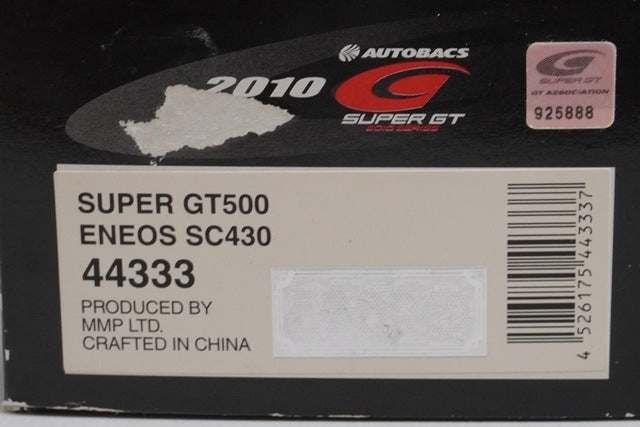 AUTOBACS
2010
SUPER GT
2010 SERIES
SUPER GT
GT ASSOCIATION
925888
SUPER GT500
ENEOS SC430
44333
PRODUCED BY
MMP LTD.
CRAFTED IN CHINA
4 526175 443337